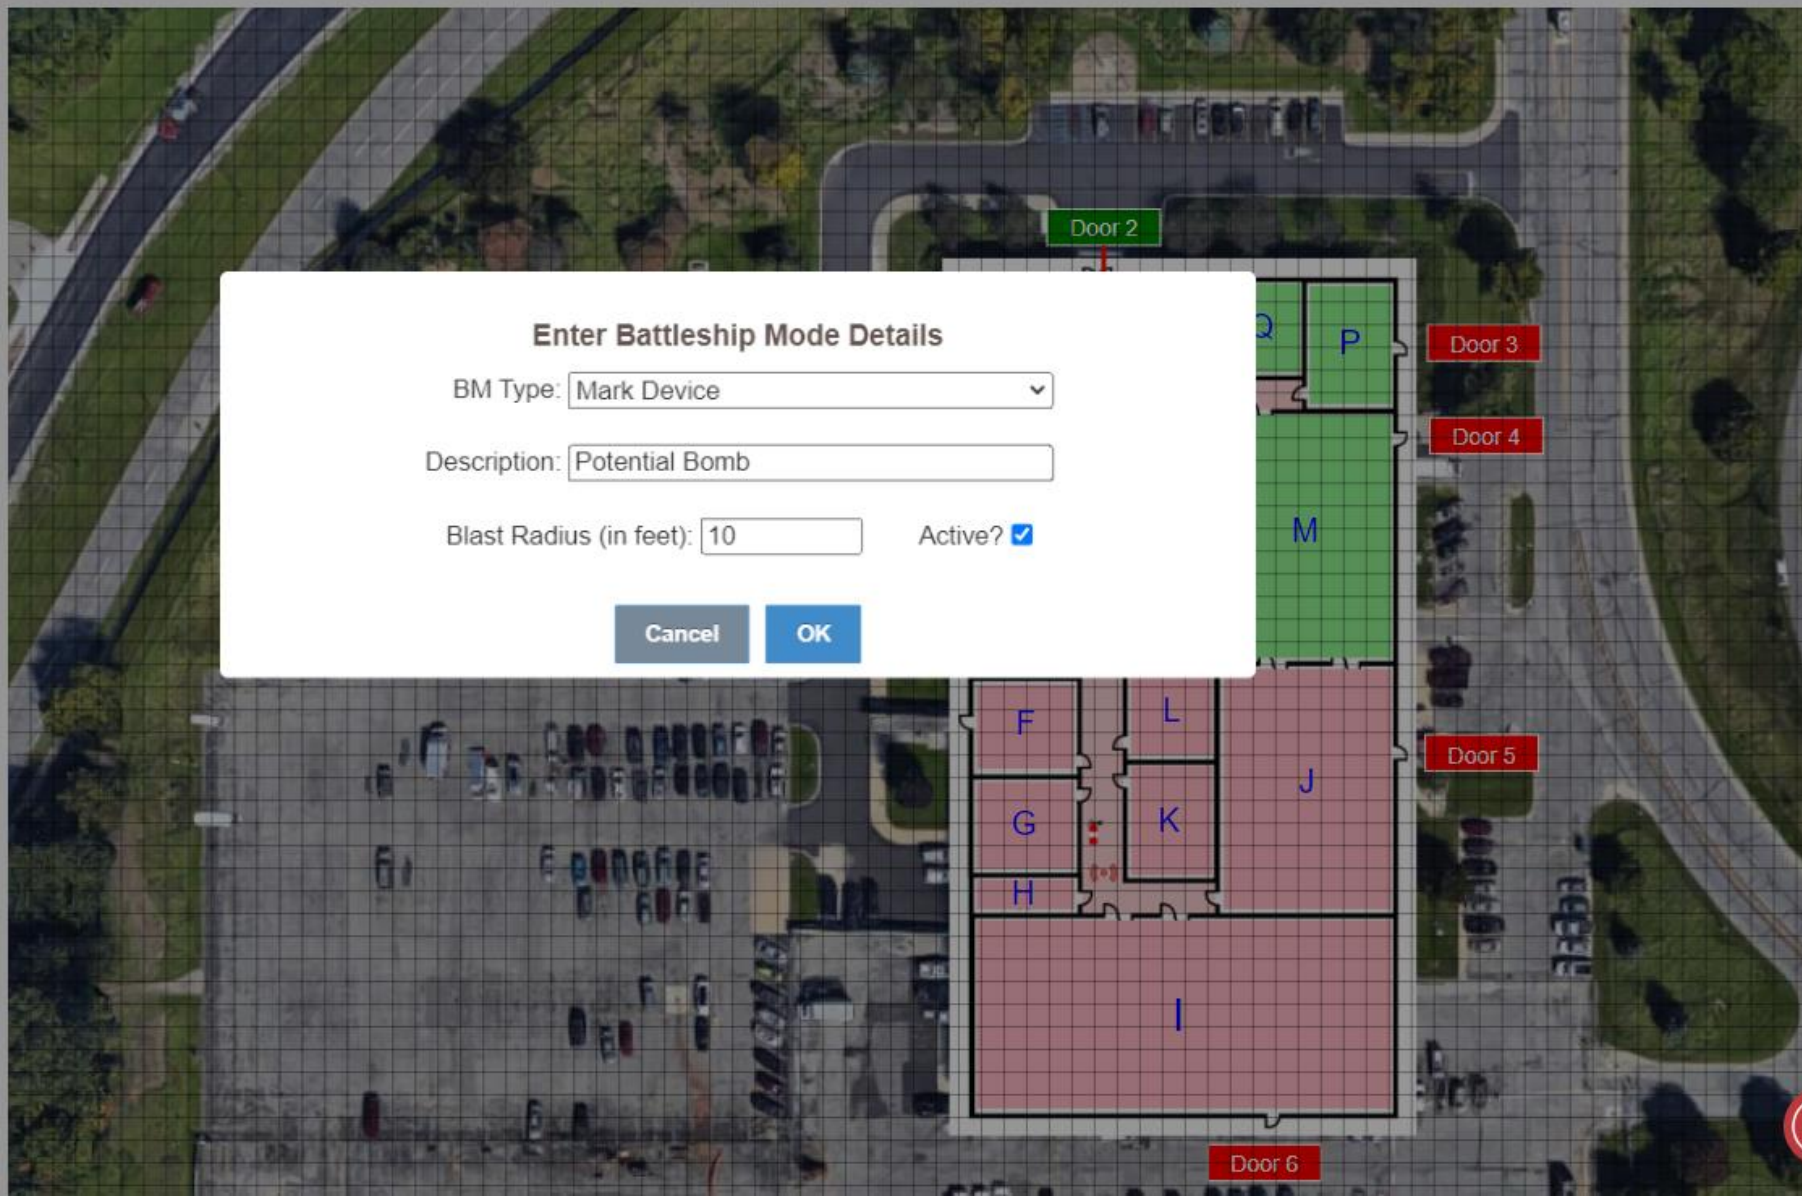 Door 2
Enter Battleship Mode Details
BM Type: Mark Device
Description: Potential Bomb
Blast Radius (in feet): 10 Active?
Cancel OK
Q
P
Door 3
Door 4
M
F
L
Door 5
J
G
K
H
I
Door 6